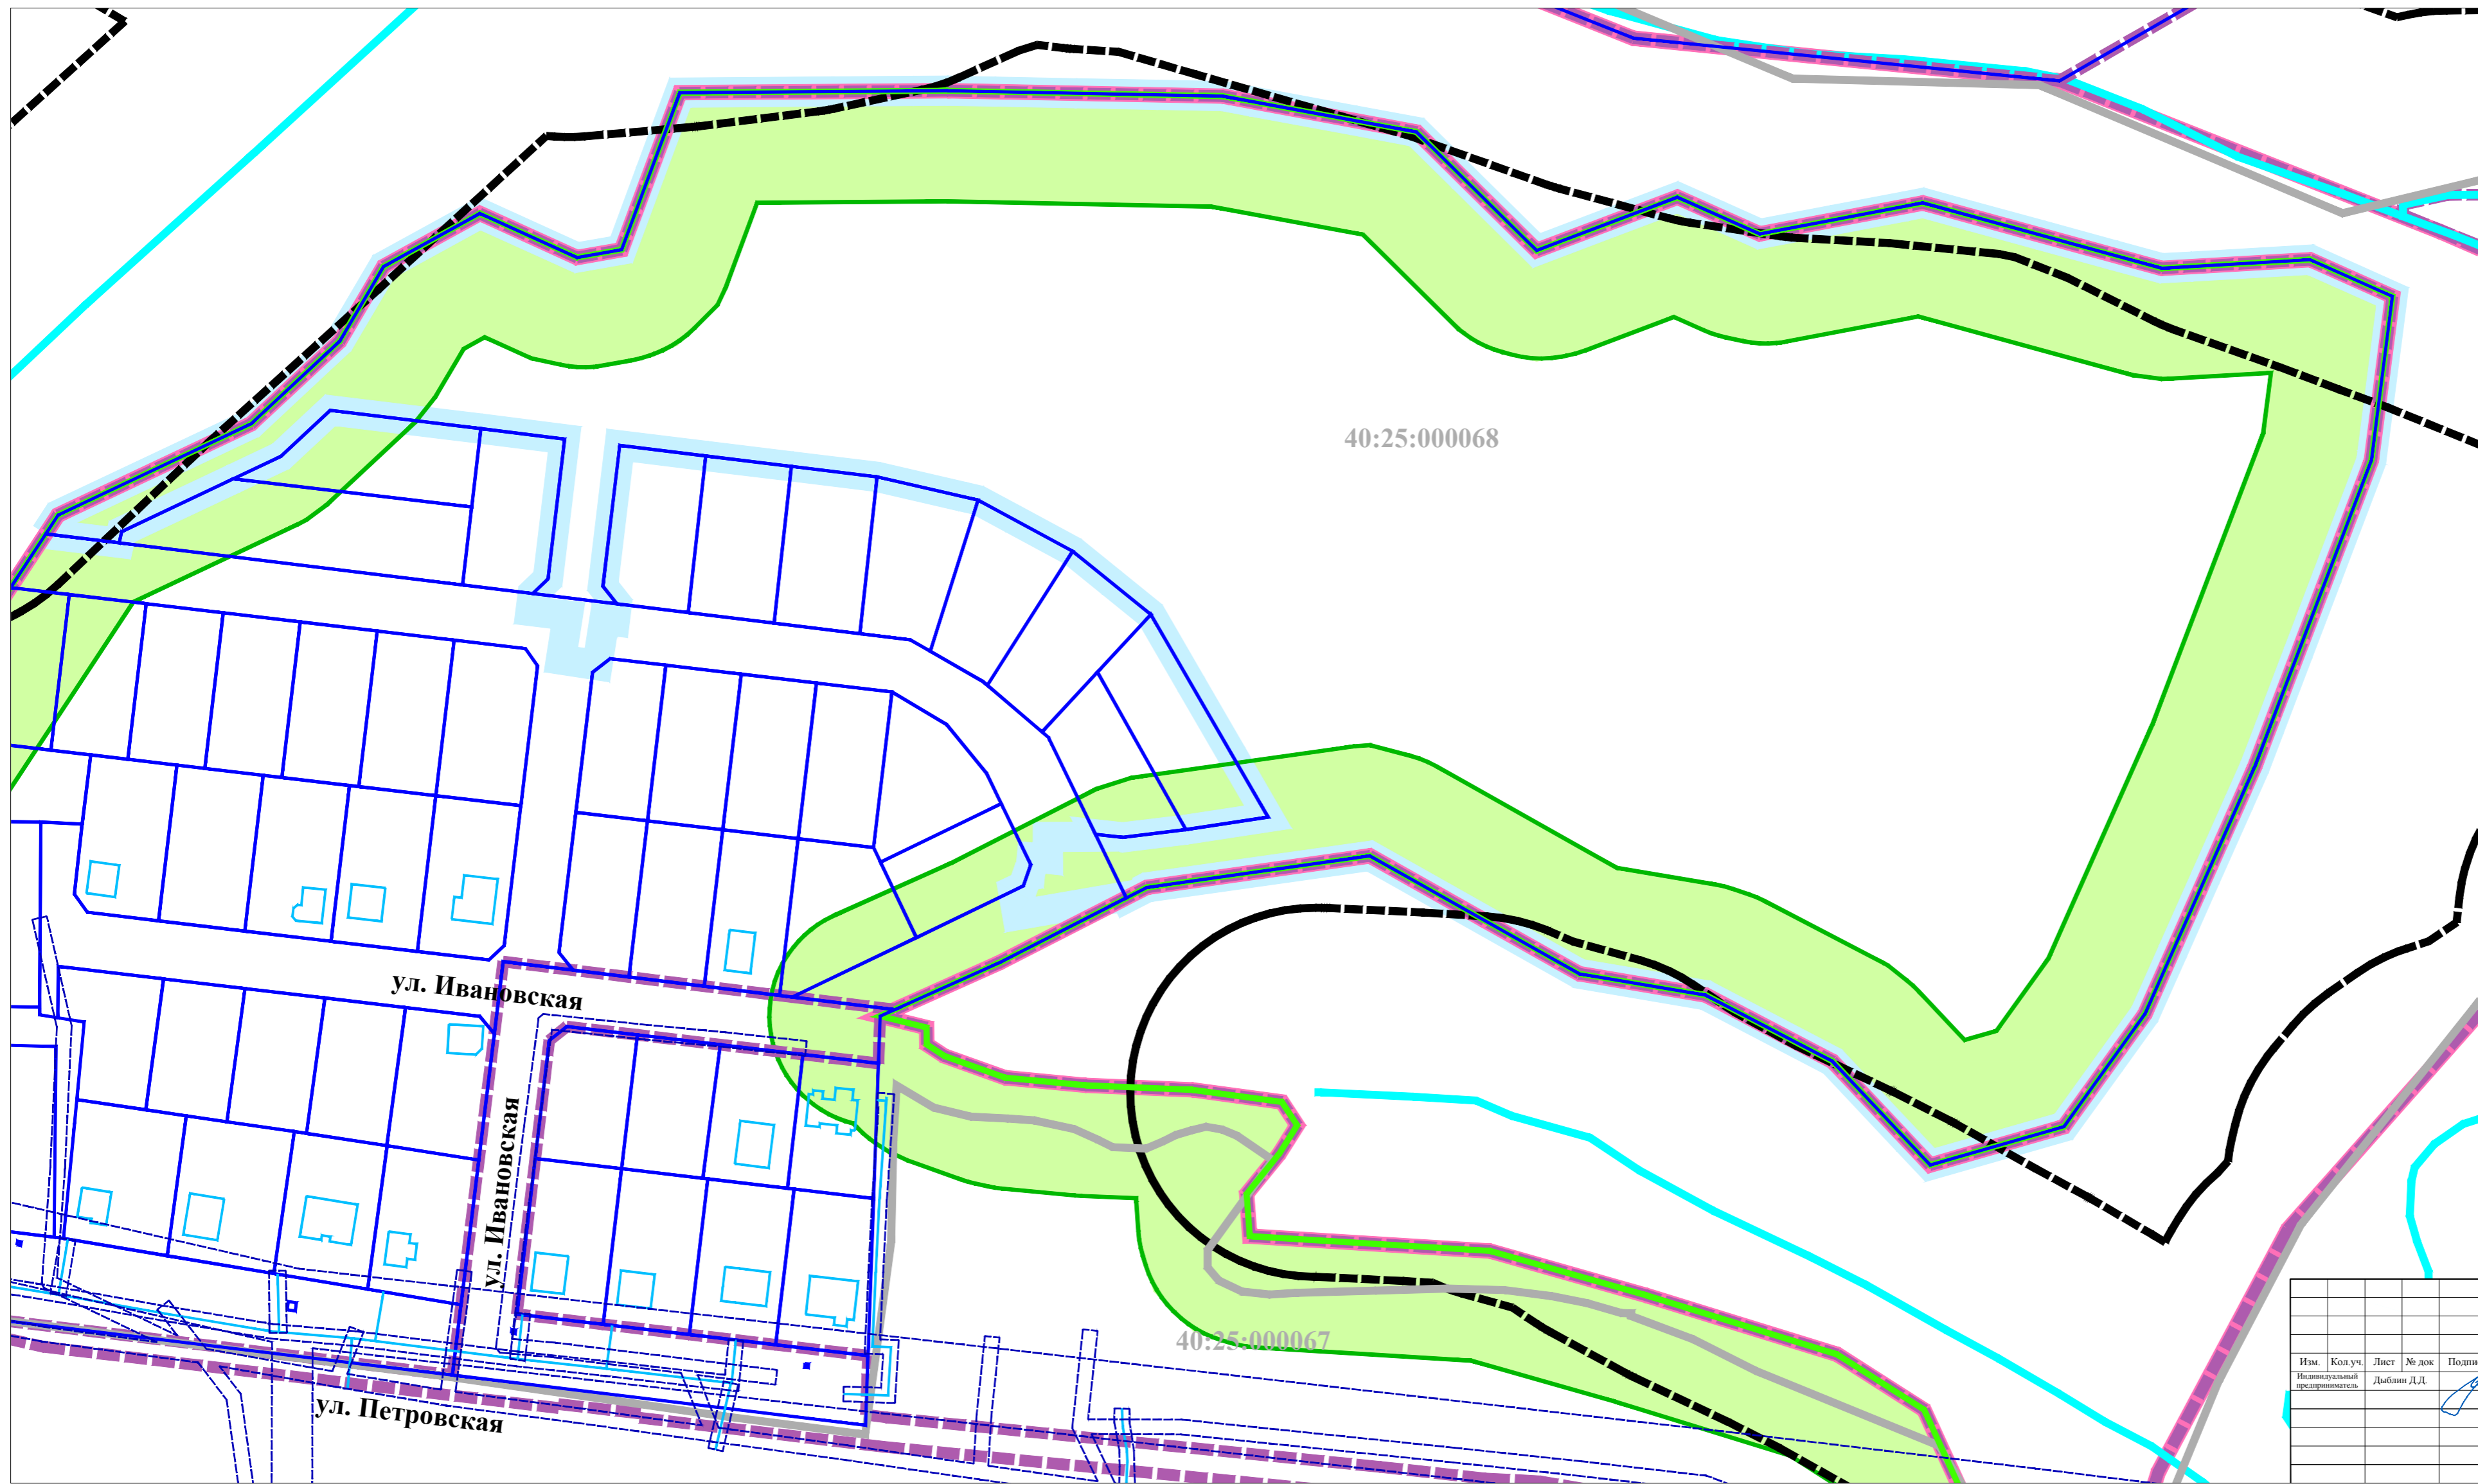 40:25:000068
ул. Ивановская
ул. Ивановская
40:25:000067
ул. Петровская
Изм. Кол.уч. Лист № док
Индивидуальный
предприниматель
Дыблин Д.Д.